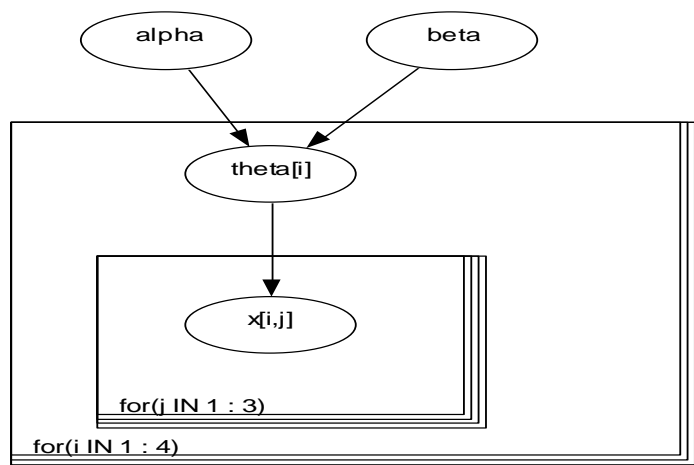 alpha
beta
theta[i]
x[i,j]
for(j IN 1 : 3)
for(i IN 1 : 4)